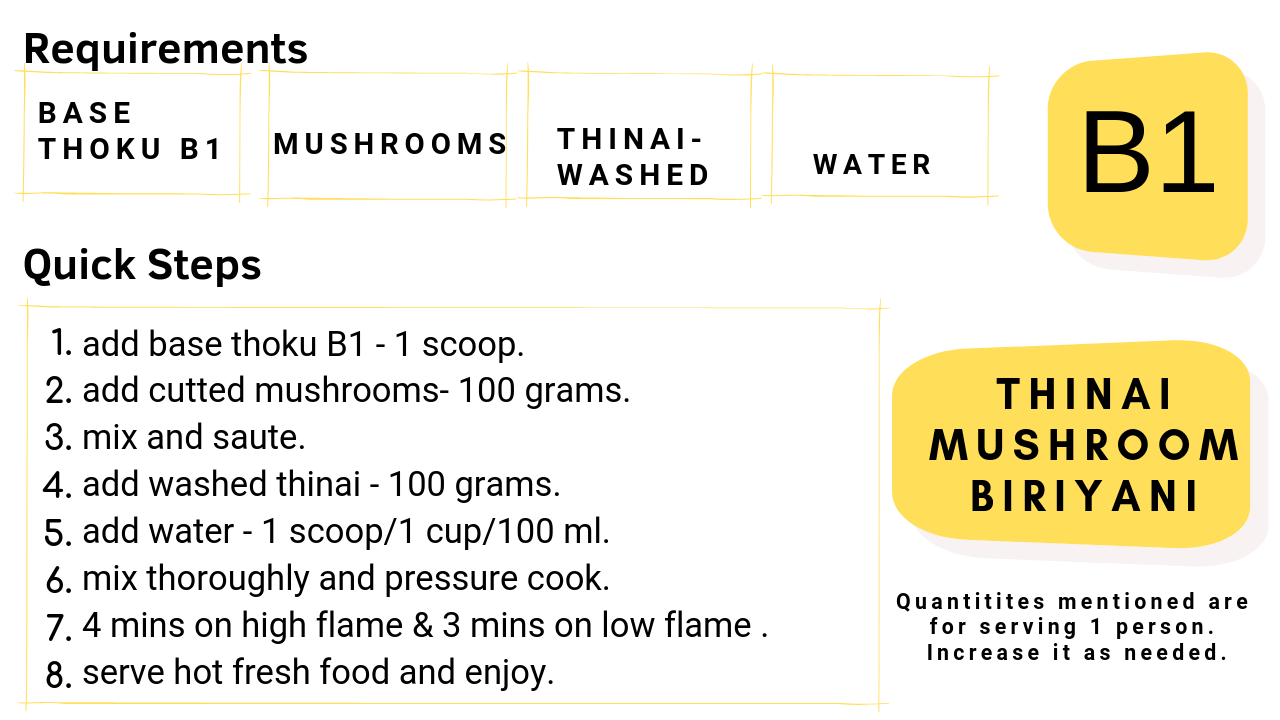 Requirements
BASE
THOKU B1
MUSHROOMS
THINAI-
WASHED
WATER
B1
Quick Steps
1. add base thoku B1 - 1 scoop.
2. add cutted mushrooms- 100 grams.
3. mix and saute.
4. add washed thinai - 100 grams.
5. add water - 1 scoop/1 cup/100 ml.
6. mix thoroughly and pressure cook.
7. 4 mins on high flame & 3 mins on low flame .
8. serve hot fresh food and enjoy.
THINAI
MUSHROOM
BIRIYANI
Quantitites mentioned are
for serving 1 person.
Increase it as needed.